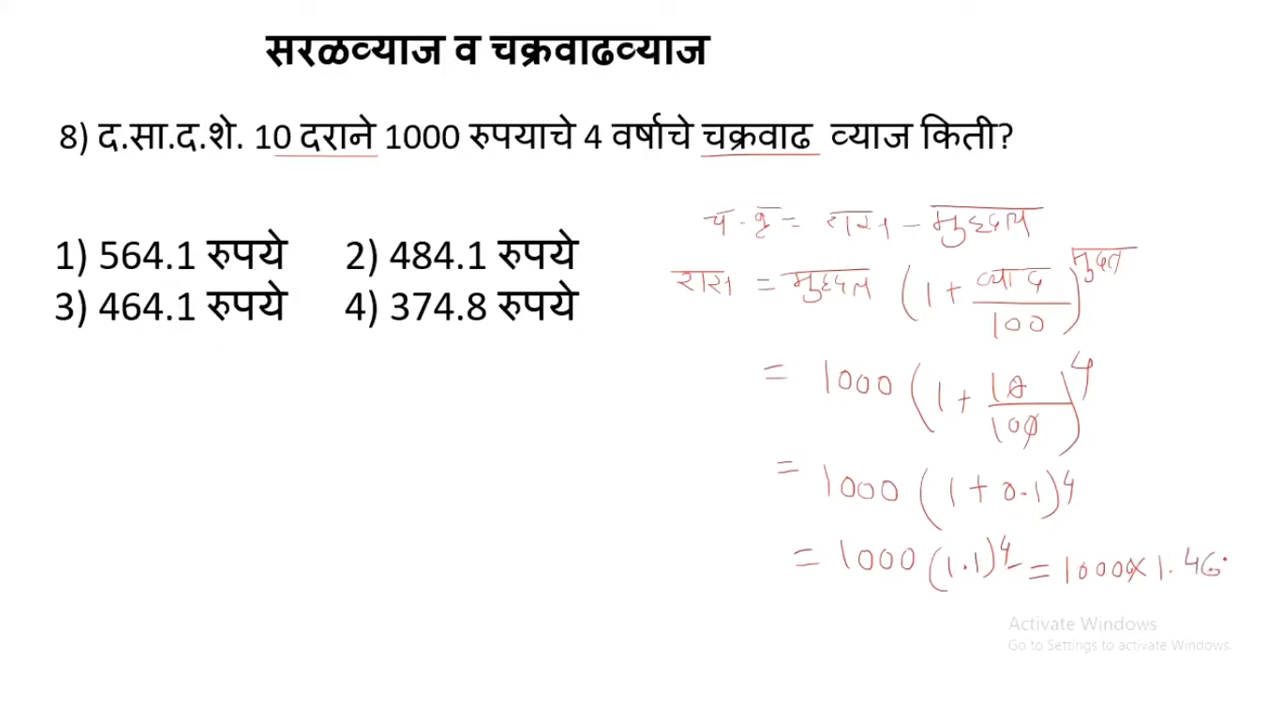 सरळव्याज व चक्रवाढव्याज
8) द.सा.द.शे. 10 दराने 1000 रुपयाचे 4 वर्षाचे चक्रवाढ व्याज किती?
1) 564.1 रुपये 2) 484.1 रुपये
3) 464.1 रुपये 4) 374.8 रुपये
= रास - मुद्दल
रास = मुद्दल (1 + व्याद/100)^मुदत
= 1000 (1 + 10/100)^4
= 1000 (1 + 0.1)^4
= 1000 (1.1)^4 = 1000 × 1.46
Activate Windows
Go to Settings to activate Windows.